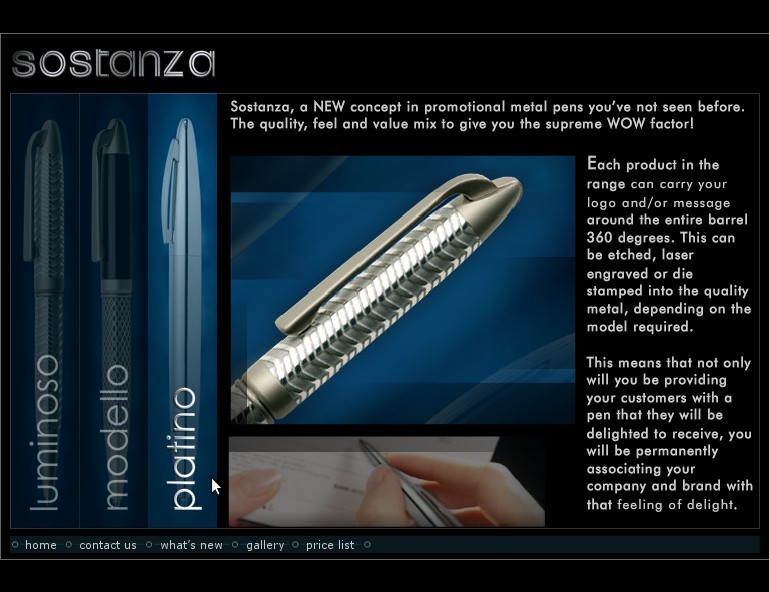 sostanza
Sostanza, a NEW concept in promotional metal pens you've not seen before.
The quality, feel and value mix to give you the supreme WOW factor!
luminoso
modello
platino
Each product in the
range can carry your
logo and/or message
around the entire barrel
360 degrees. This can
be etched, laser
engraved or die
stamped into the quality
metal, depending on the
model required.
This means that not only
will you be providing
your customers with a
pen that they will be
delighted to receive, you
will be permanently
associating your
company and brand with
that feeling of delight.
home contact us what's new gallery price list